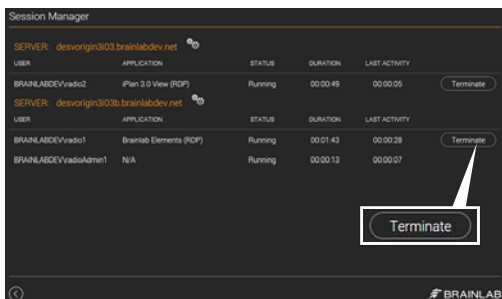 Session Manager
SERVER: desvorigin3i03.brainlabdev.net
USER APPLICATION STATUS DURATION LAST ACTIVITY
BRAINLABDEV\radio2 iPlan 3.0 View (RDP) Running 00:00:49 00:00:05 Terminate
SERVER: desvorigin3i03b.brainlabdev.net
USER APPLICATION STATUS DURATION LAST ACTIVITY
BRAINLABDEV\radio1 Brainlab Elements (RDP) Running 00:01:43 00:00:28 Terminate
BRAINLABDEV\radioAdmin1 N/A Running 00:00:13 00:00:07
Terminate
BRAINLAB